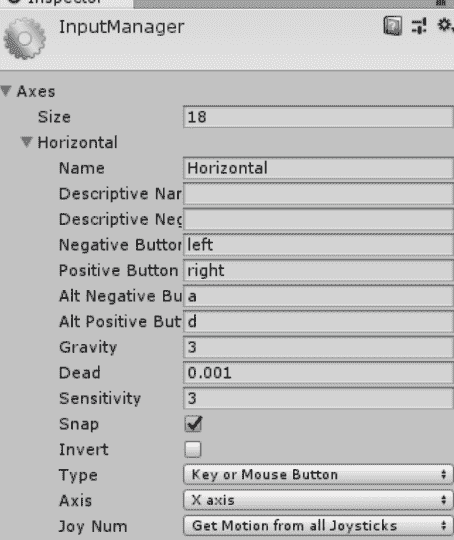 Inspector
InputManager
Axes
Size 18
Horizontal
Name Horizontal
Descriptive Nar
Descriptive Neg
Negative Button left
Positive Button right
Alt Negative Bu a
Alt Positive But d
Gravity 3
Dead 0.001
Sensitivity 3
Snap
Invert
Type Key or Mouse Button
Axis X axis
Joy Num Get Motion from all Joysticks